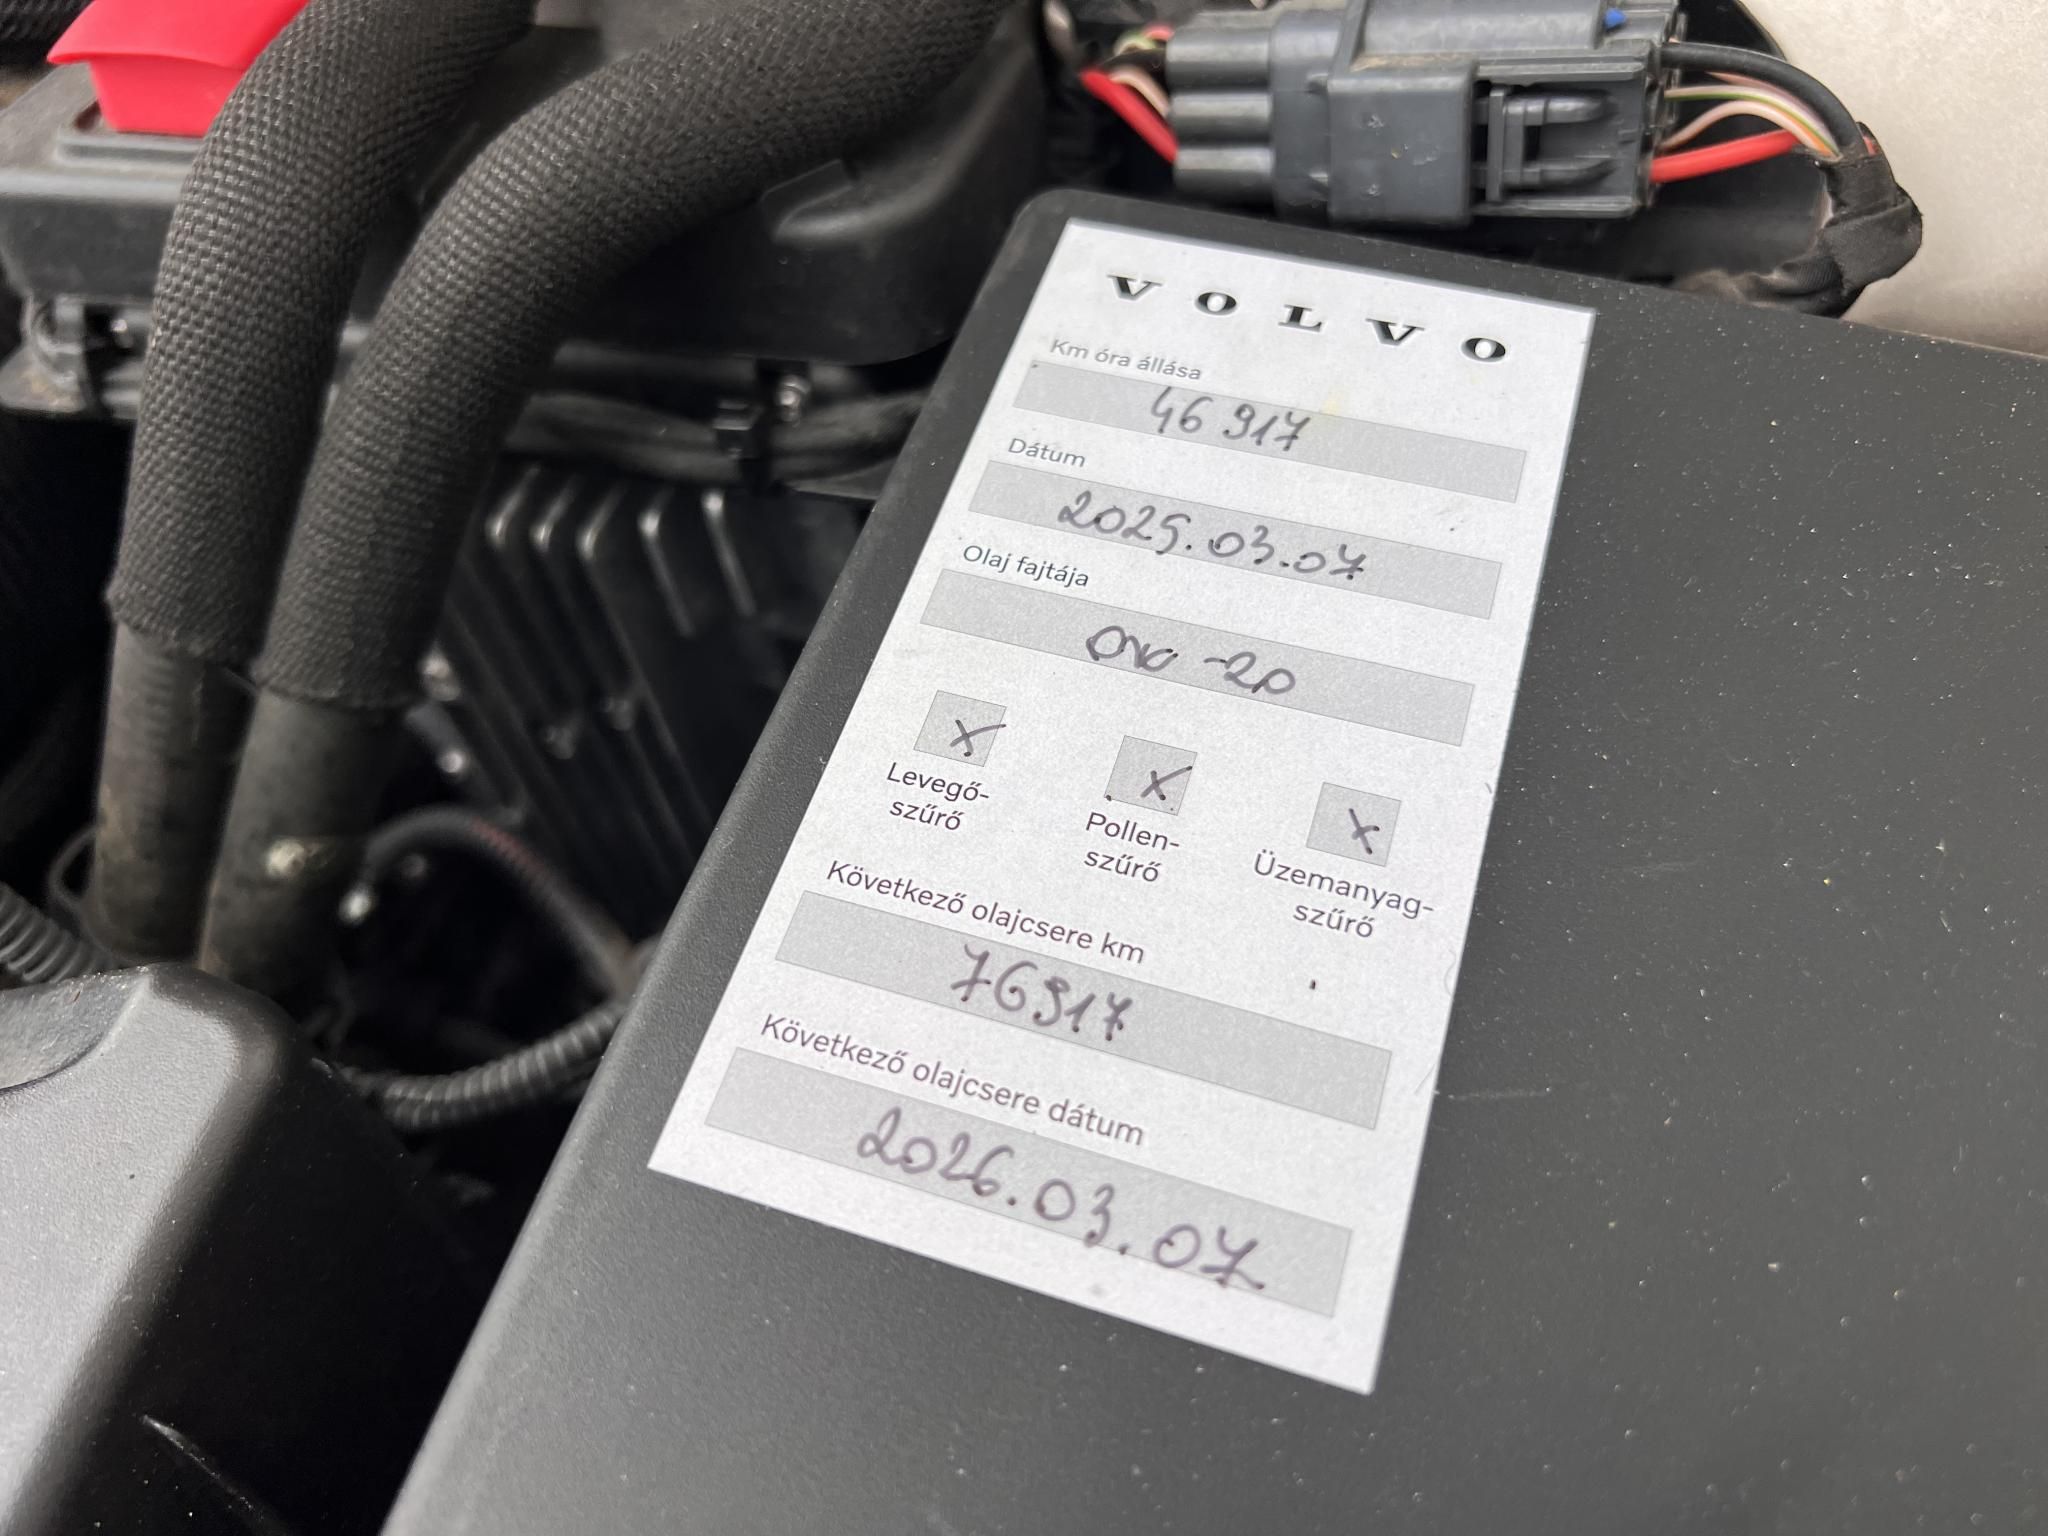 VOLVO
Km óra állása
46 917
Dátum
2025.03.07
Olaj fajtája
0W-20
Levegő-
szűrő
Pollen-
szűrő
Üzemanyag-
szűrő
Következő olajcsere km
76917
Következő olajcsere dátum
2026.03.07